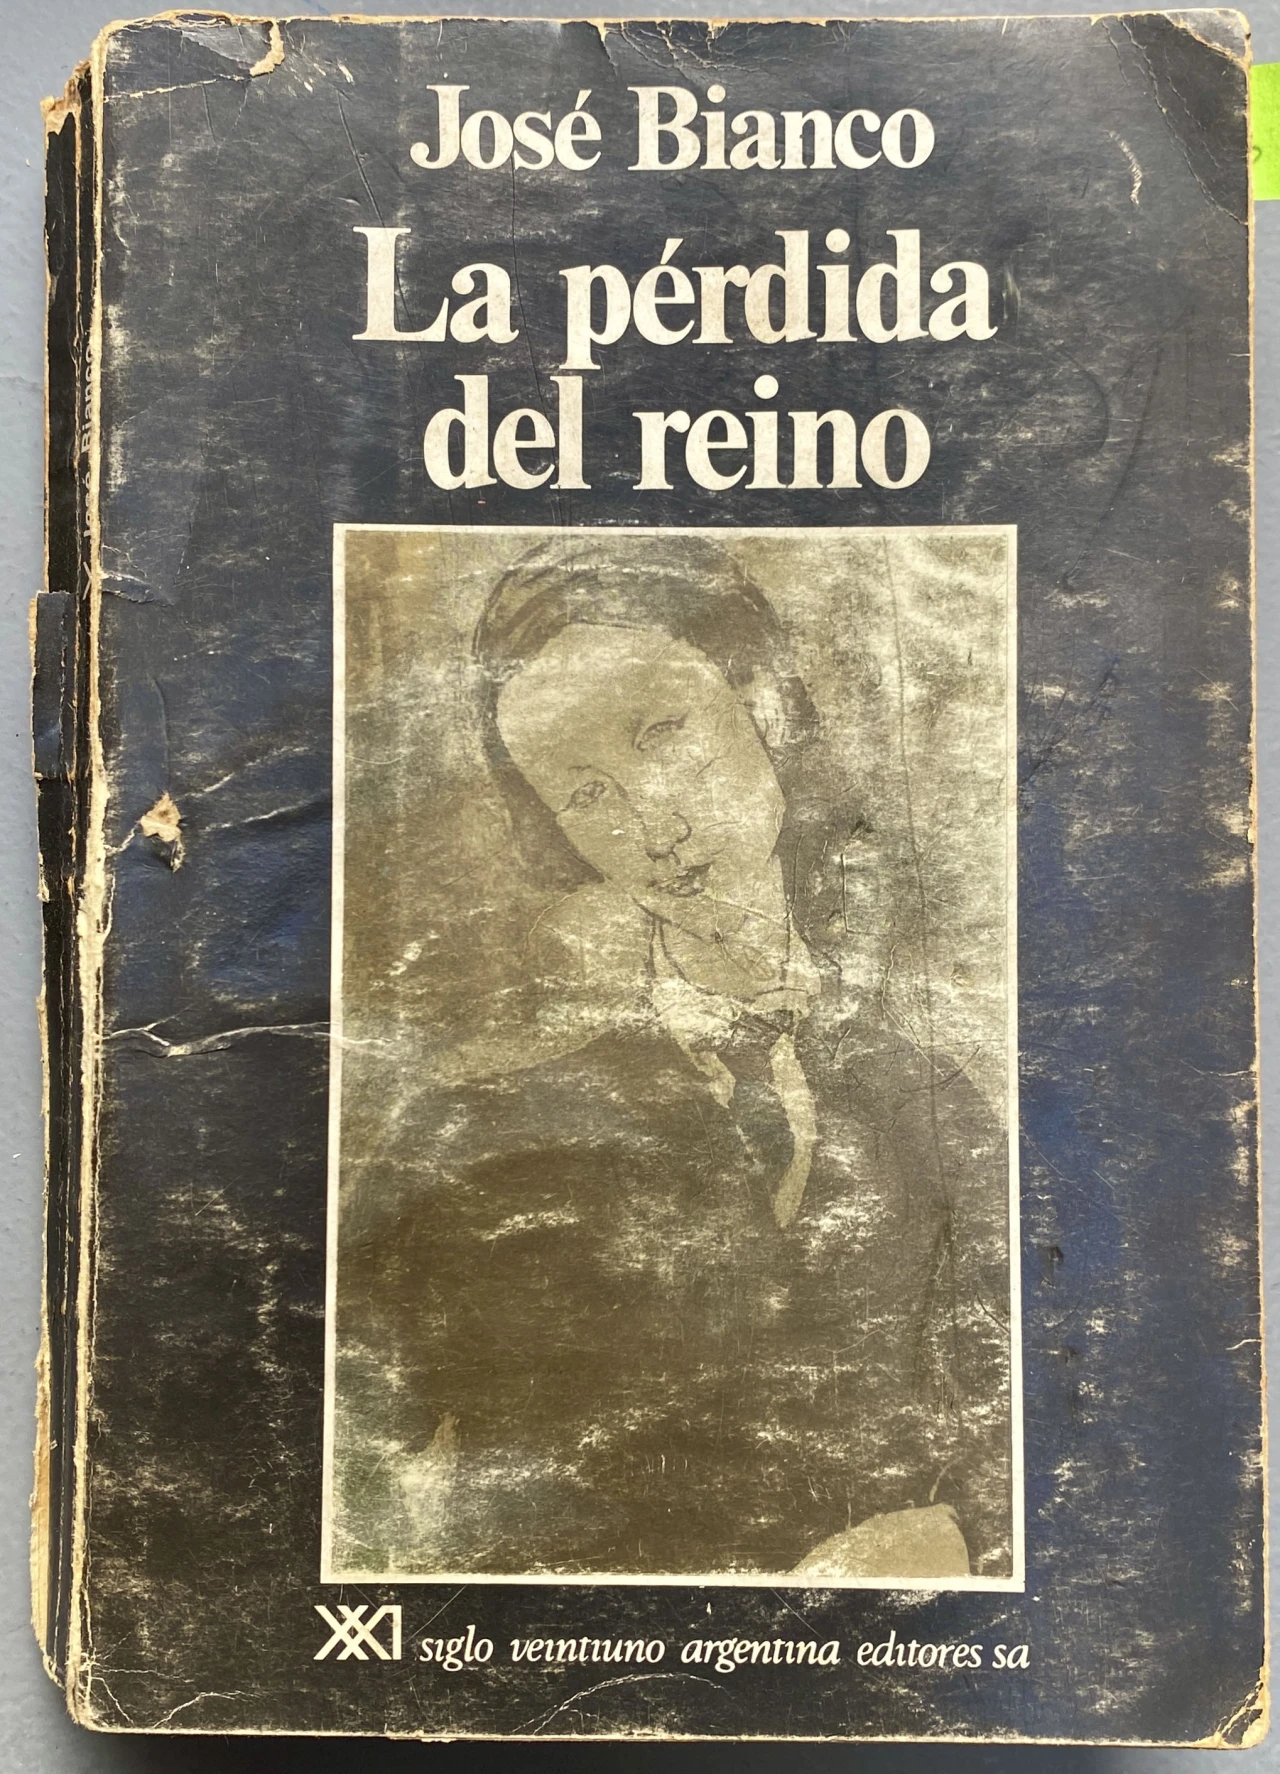 José Bianco
La pérdida
del reino
XXI siglo veintiuno argentina editores sa